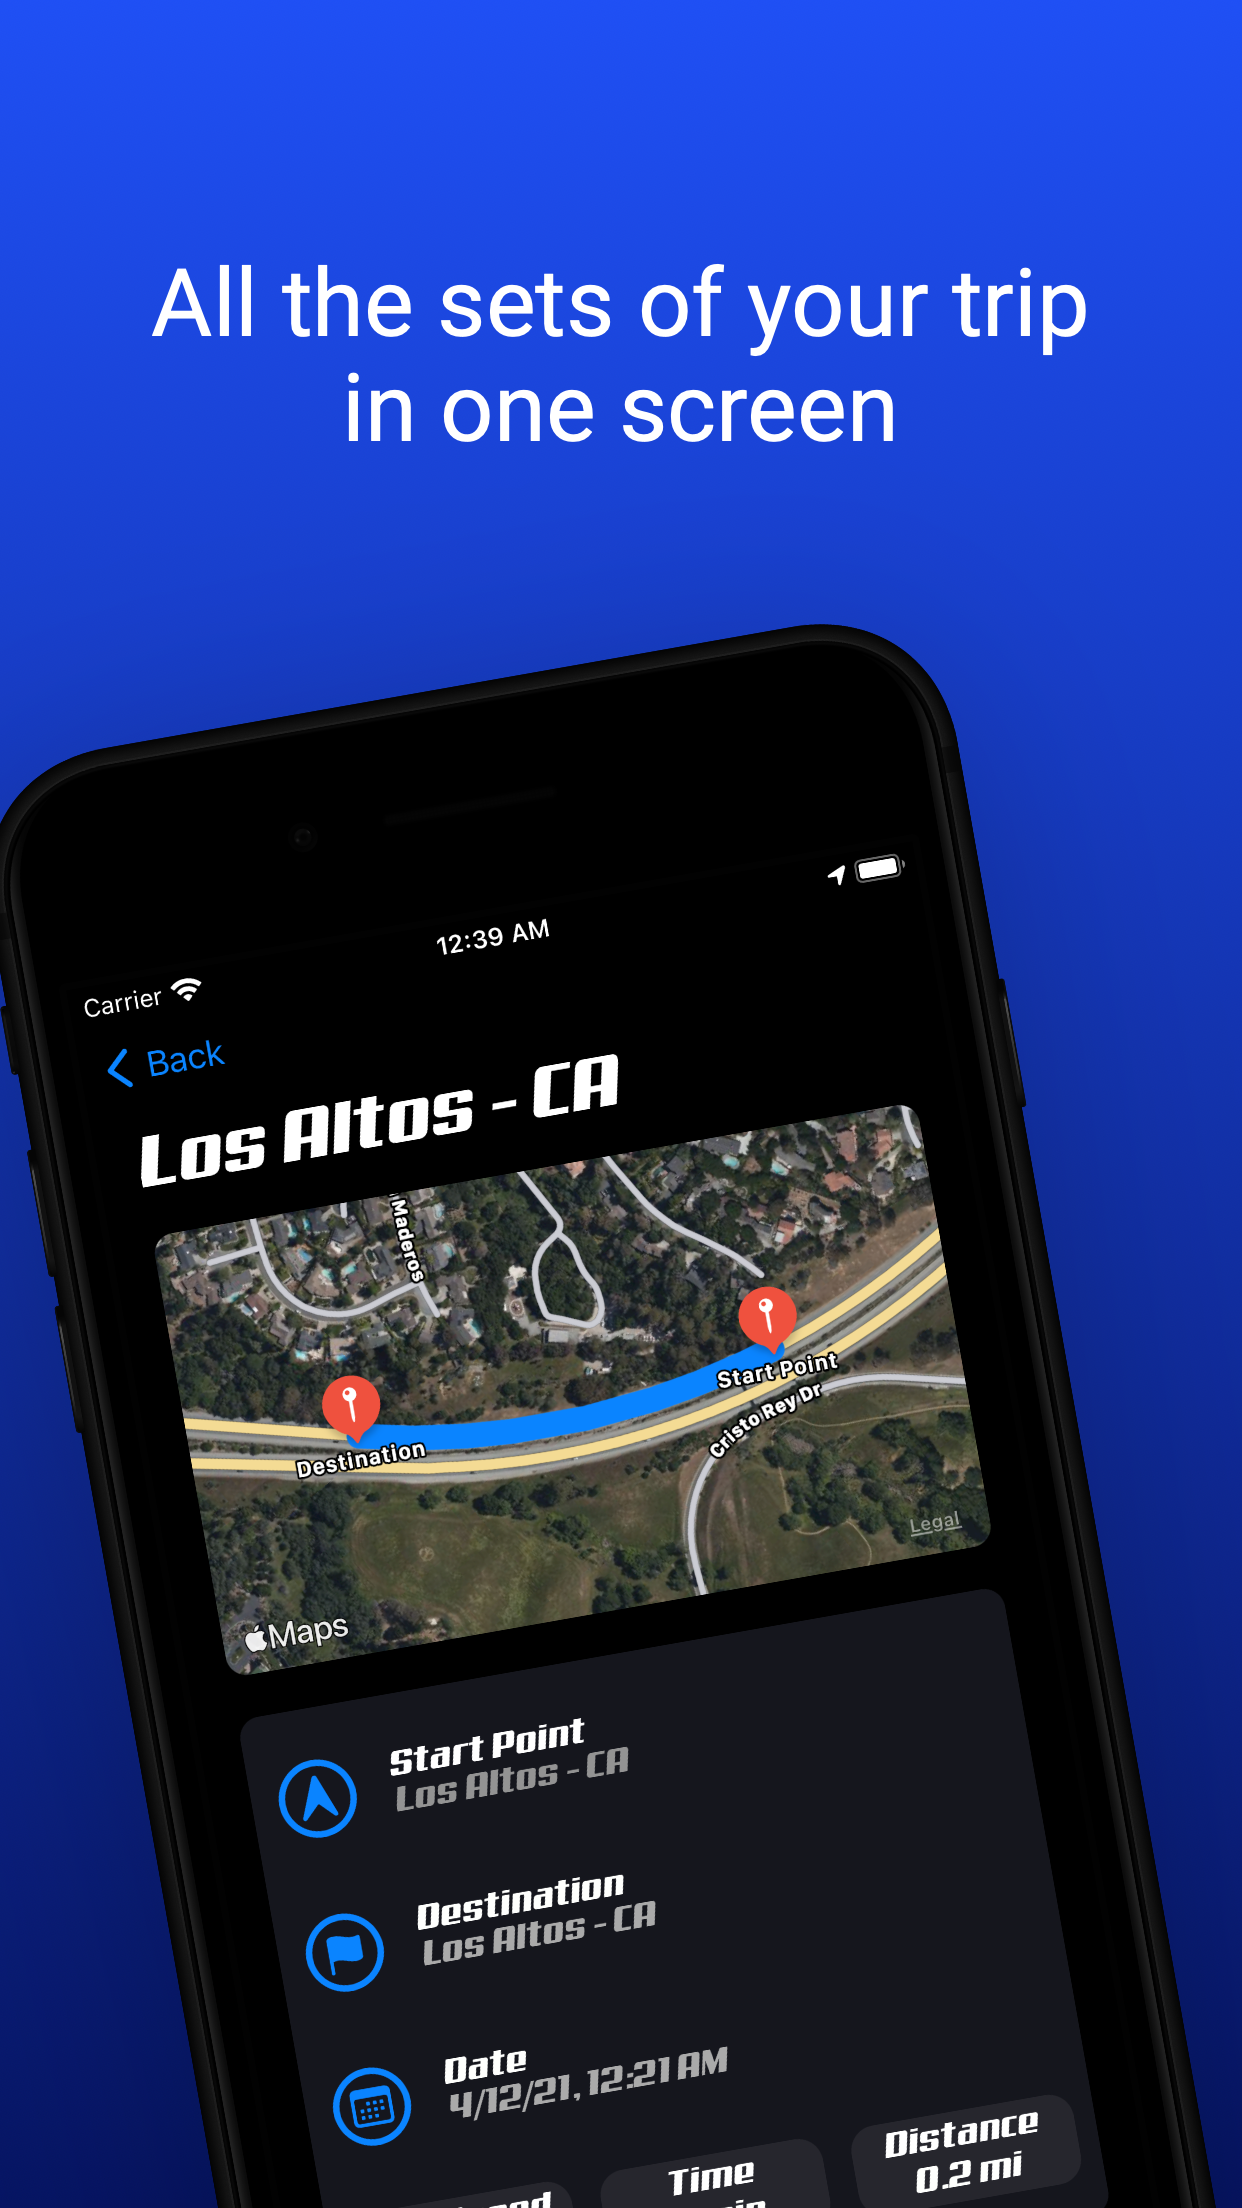 All the sets of your trip
in one screen
Carrier
12:39 AM
Back
Los Altos - CA
Maderos
Start Point
Cristo Rey Dr
Destination
Legal
Maps
Start Point
Los Altos - CA
Destination
Los Altos - CA
Date
4/12/21, 12:21 AM
Time
Distance
0.2 mi